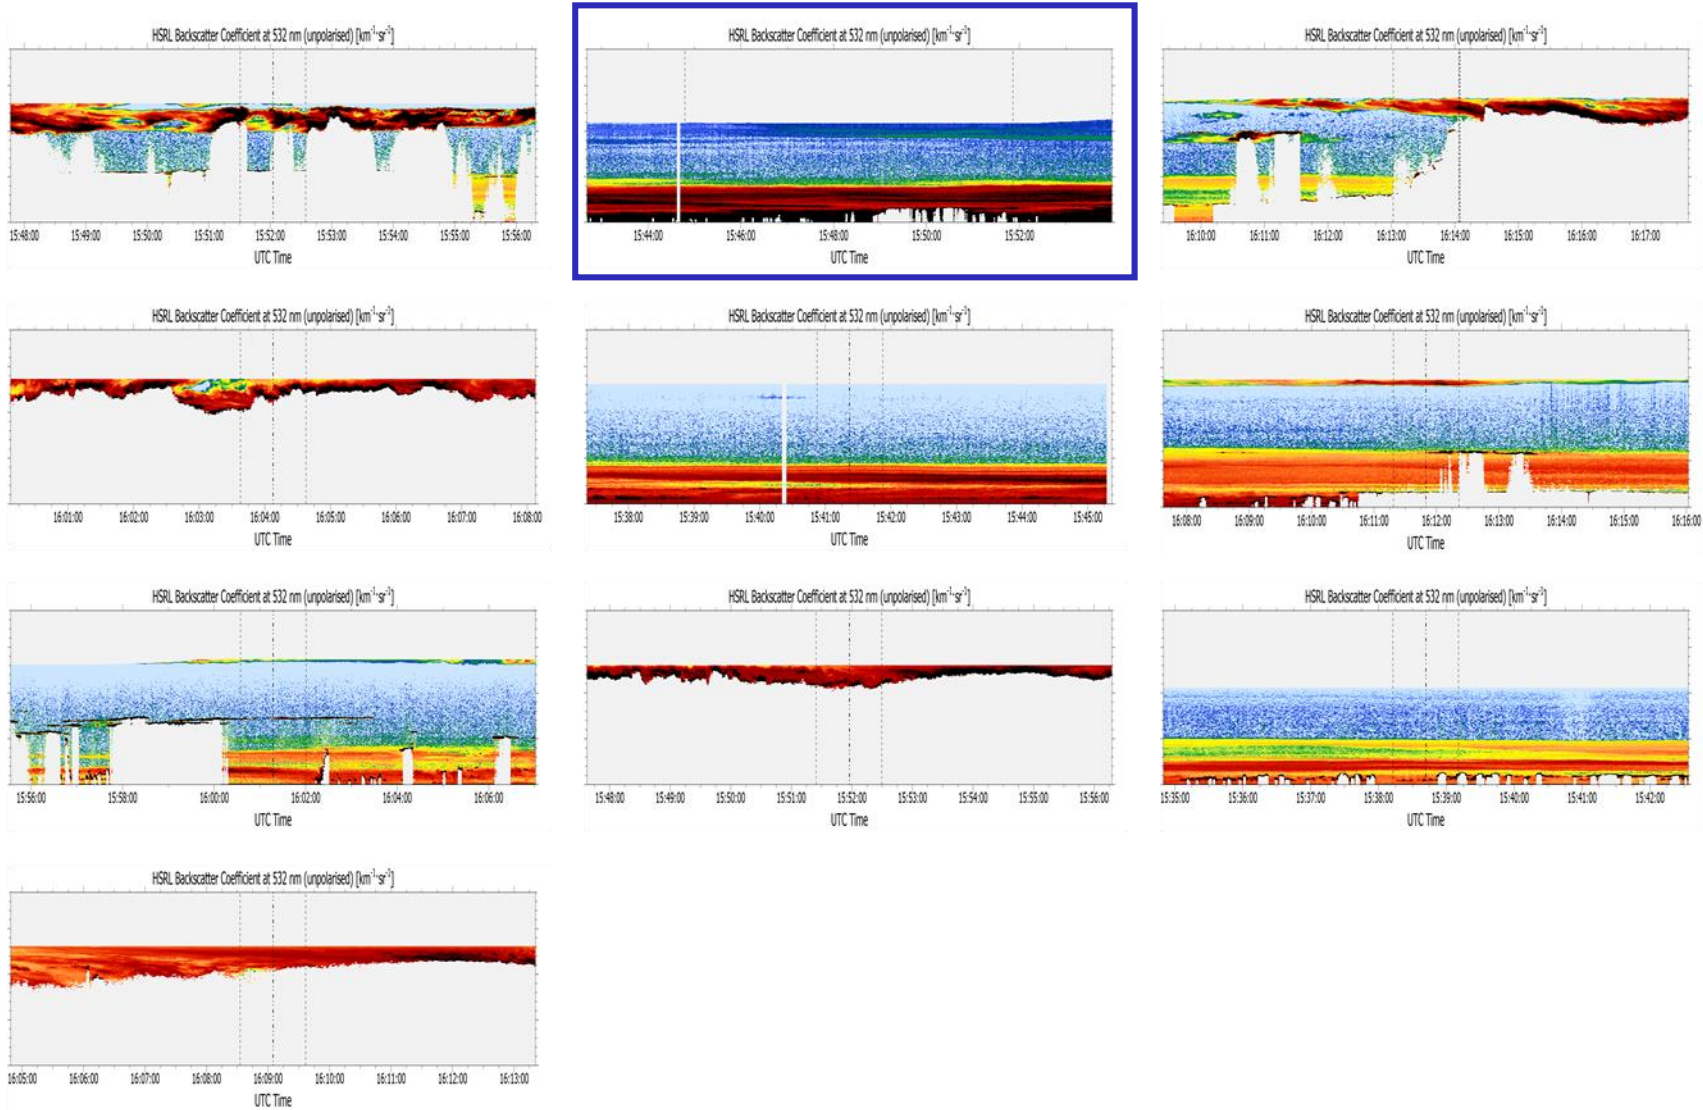 HSRL Backscatter Coefficient at 532 nm (unpolarised) [km⁻¹·sr⁻¹]
15:48:00 15:49:00 15:50:00 15:51:00 15:52:00 15:53:00 15:54:00 15:55:00 15:56:00
UTC Time
HSRL Backscatter Coefficient at 532 nm (unpolarised) [km⁻¹·sr⁻¹]
15:44:00 15:46:00 15:48:00 15:50:00 15:52:00
UTC Time
HSRL Backscatter Coefficient at 532 nm (unpolarised) [km⁻¹·sr⁻¹]
16:10:00 16:11:00 16:12:00 16:13:00 16:14:00 16:15:00 16:16:00 16:17:00
UTC Time
HSRL Backscatter Coefficient at 532 nm (unpolarised) [km⁻¹·sr⁻¹]
16:01:00 16:02:00 16:03:00 16:04:00 16:05:00 16:06:00 16:07:00 16:08:00
UTC Time
HSRL Backscatter Coefficient at 532 nm (unpolarised) [km⁻¹·sr⁻¹]
15:38:00 15:39:00 15:40:00 15:41:00 15:42:00 15:43:00 15:44:00 15:45:00
UTC Time
HSRL Backscatter Coefficient at 532 nm (unpolarised) [km⁻¹·sr⁻¹]
16:08:00 16:09:00 16:10:00 16:11:00 16:12:00 16:13:00 16:14:00 16:15:00 16:16:00
UTC Time
HSRL Backscatter Coefficient at 532 nm (unpolarised) [km⁻¹·sr⁻¹]
15:56:00 15:58:00 16:00:00 16:02:00 16:04:00 16:06:00
UTC Time
HSRL Backscatter Coefficient at 532 nm (unpolarised) [km⁻¹·sr⁻¹]
15:48:00 15:49:00 15:50:00 15:51:00 15:52:00 15:53:00 15:54:00 15:55:00 15:56:00
UTC Time
HSRL Backscatter Coefficient at 532 nm (unpolarised) [km⁻¹·sr⁻¹]
15:35:00 15:36:00 15:37:00 15:38:00 15:39:00 15:40:00 15:41:00 15:42:00
UTC Time
HSRL Backscatter Coefficient at 532 nm (unpolarised) [km⁻¹·sr⁻¹]
16:05:00 16:06:00 16:07:00 16:08:00 16:09:00 16:10:00 16:11:00 16:12:00 16:13:00
UTC Time